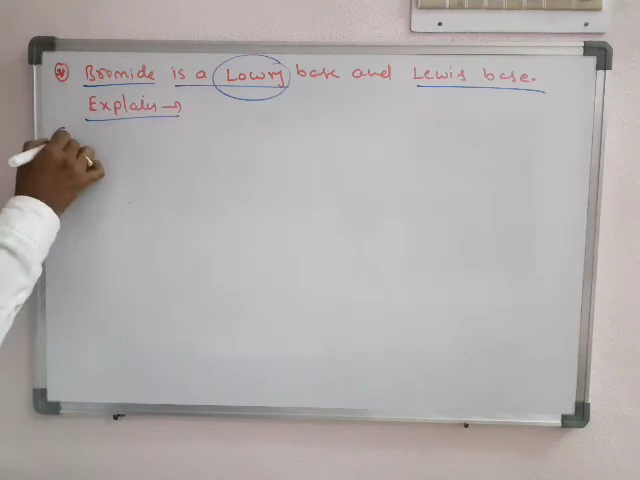 * Bromide is a Lowry base and Lewis base.
Explain →